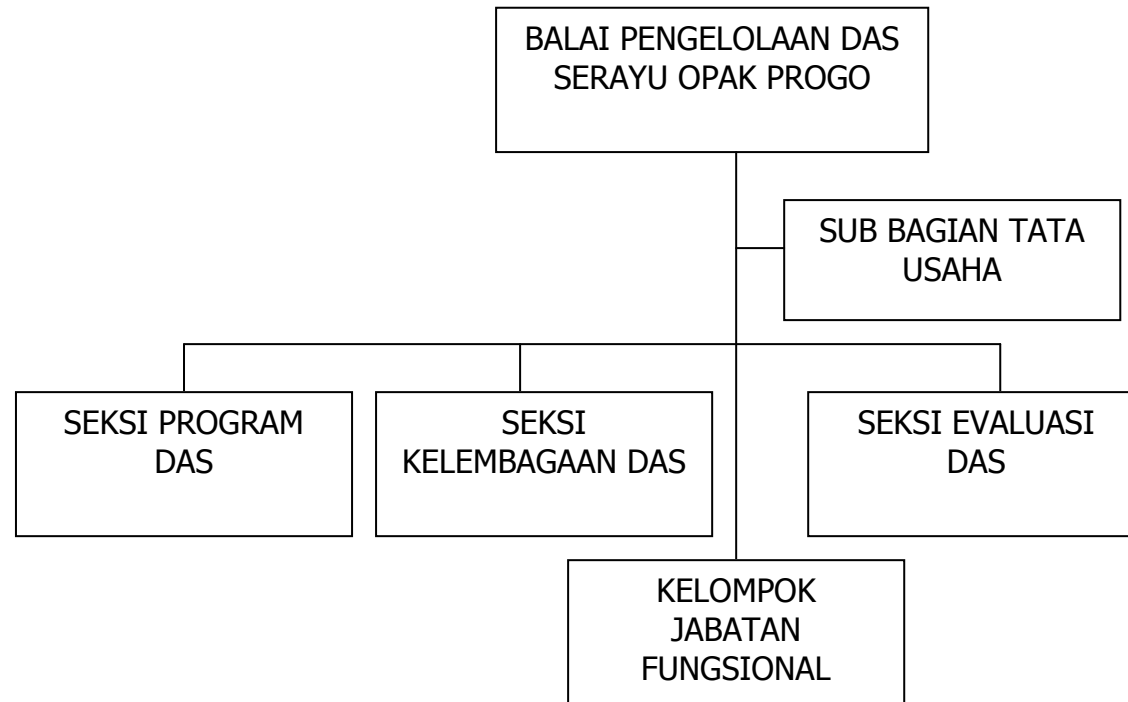 BALAI PENGELOLAAN DAS
SERAYU OPAK PROGO
SUB BAGIAN TATA
USAHA
SEKSI PROGRAM
DAS
SEKSI
KELEMBAGAAN DAS
SEKSI EVALUASI
DAS
KELOMPOK
JABATAN
FUNGSIONAL